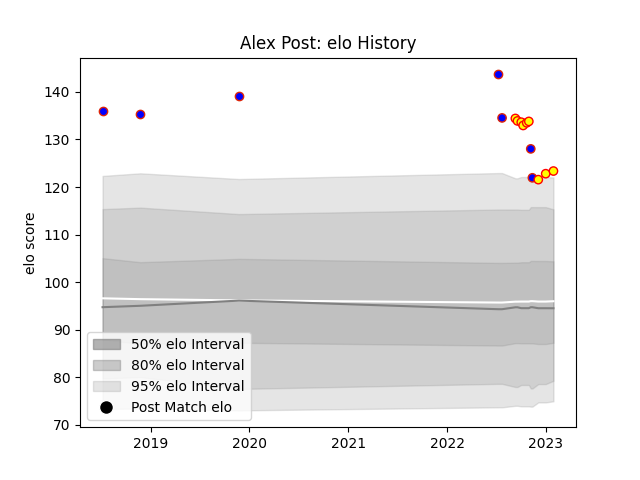 Alex Post: elo History
elo score
140
130
120
110
100
90
80
70
50% elo Interval
80% elo Interval
95% elo Interval
Post Match elo
2019 2020 2021 2022 2023